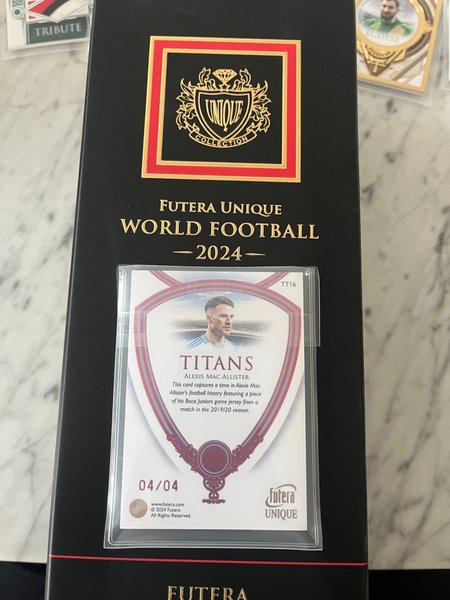 TRIBUTE
UNIQUE
COLLECTION
FUTERA UNIQUE
WORLD FOOTBALL
—2024—
TT16
TITANS
ALEXIS MAC ALLISTER
This card captures a time in Alexis Mac
Allister's football history featuring a piece
of his Boca Juniors game jersey from a
match in the 2019/20 season.
04/04
www.futera.com
© 2024 Futera
All Rights Reserved.
futera
UNIQUE
FUTERA